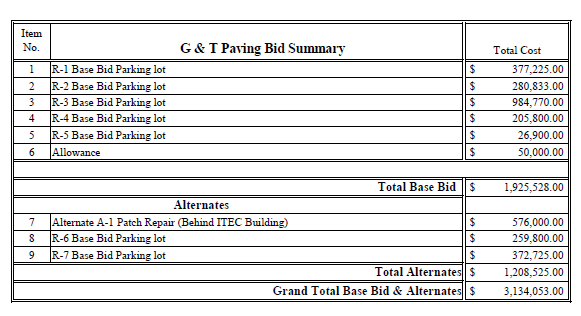 Item No. G & T Paving Bid Summary Total Cost
1 R-1 Base Bid Parking lot $ 377,225.00
2 R-2 Base Bid Parking lot $ 280,833.00
3 R-3 Base Bid Parking lot $ 984,770.00
4 R-4 Base Bid Parking lot $ 205,800.00
5 R-5 Base Bid Parking lot $ 26,900.00
6 Allowance $ 50,000.00
Total Base Bid $ 1,925,528.00
Alternates
7 Alternate A-1 Patch Repair (Behind ITEC Building) $ 576,000.00
8 R-6 Base Bid Parking lot $ 259,800.00
9 R-7 Base Bid Parking lot $ 372,725.00
Total Alternates $ 1,208,525.00
Grand Total Base Bid & Alternates $ 3,134,053.00